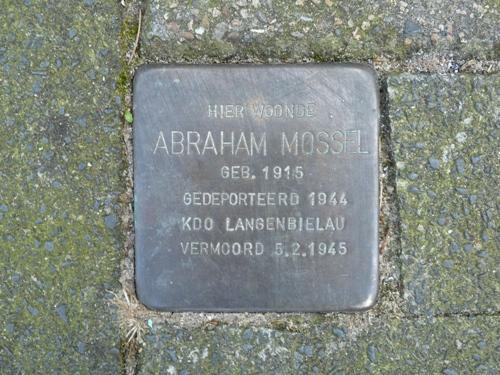 HIER WOONDE
ABRAHAM MOSSEL
GEB. 1915
GEDEPORTEERD 1944
KDO LANGENBIELAU
VERMOORD 5.2.1945